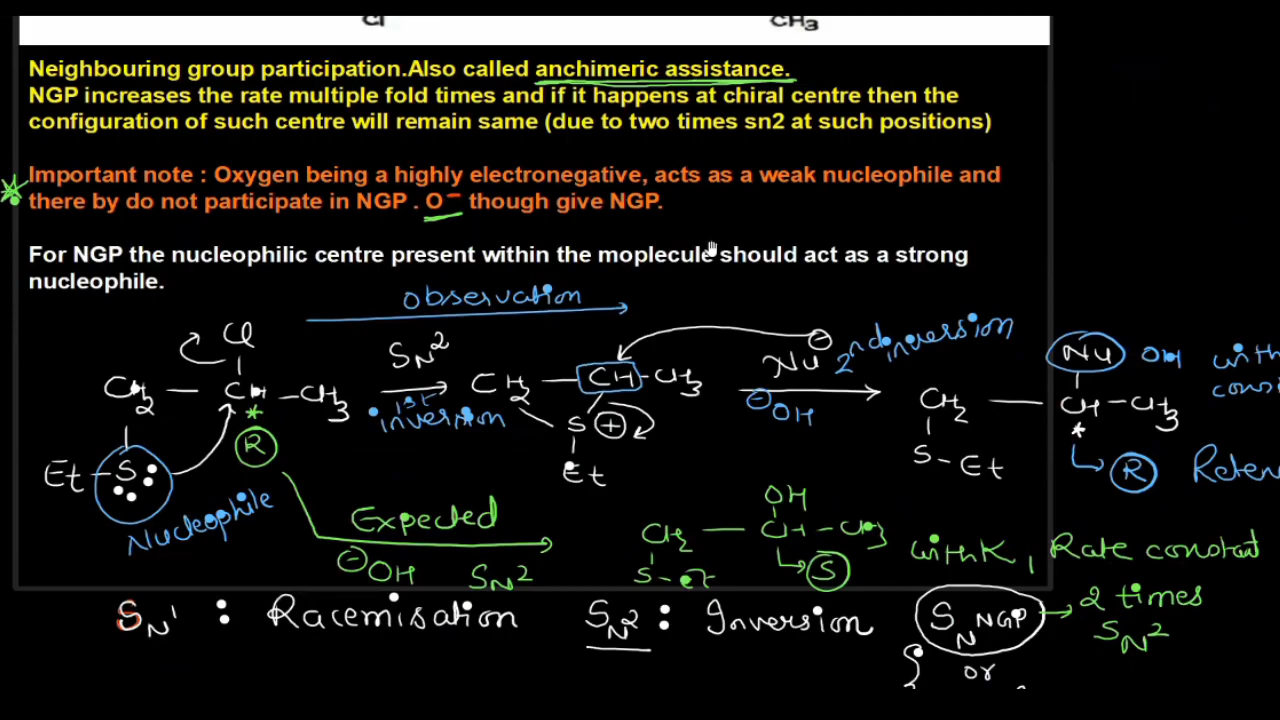 Cl CH₃
Neighbouring group participation.Also called anchimeric assistance.
NGP increases the rate multiple fold times and if it happens at chiral centre then the
configuration of such centre will remain same (due to two times sn2 at such positions)
Important note : Oxygen being a highly electronegative, acts as a weak nucleophile and
there by do not participate in NGP . O⁻ though give NGP.
For NGP the nucleophilic centre present within the moplecule should act as a strong
nucleophile.
observation
Cl SN2 Nu⊖ 2nd inversion Nu OH with
CH2 — CH — CH3 1st inversion CH2 — CH — CH3 ⊖OH CH2 — CH — CH3
* R S ⊕ * R
Et — S Et S — Et
Nucleophile
Expected OH
⊖OH SN2 CH2 — CH — CH3 with K1 Rate constant
S — Et S
SN1 : Racemisation SN2 : Inversion SN NGP → 2 times
SN2
or